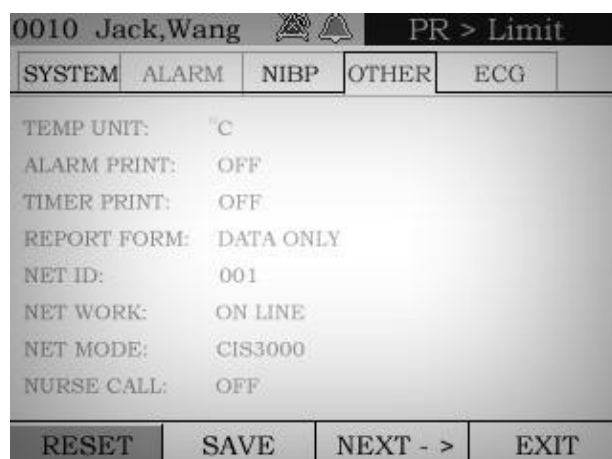 0010 Jack,Wang PR > Limit
SYSTEM ALARM NIBP OTHER ECG
TEMP UNIT: °C
ALARM PRINT: OFF
TIMER PRINT: OFF
REPORT FORM: DATA ONLY
NET ID: 001
NET WORK: ON LINE
NET MODE: CIS3000
NURSE CALL: OFF
RESET SAVE NEXT - > EXIT